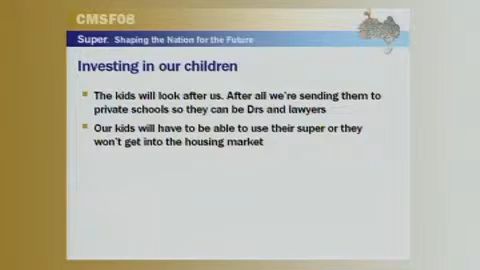 CMSF08
Super. Shaping the Nation for the Future
Investing in our children
The kids will look after us. After all we're sending them to
private schools so they can be Drs and lawyers
Our kids will have to be able to use their super or they
won't get into the housing market